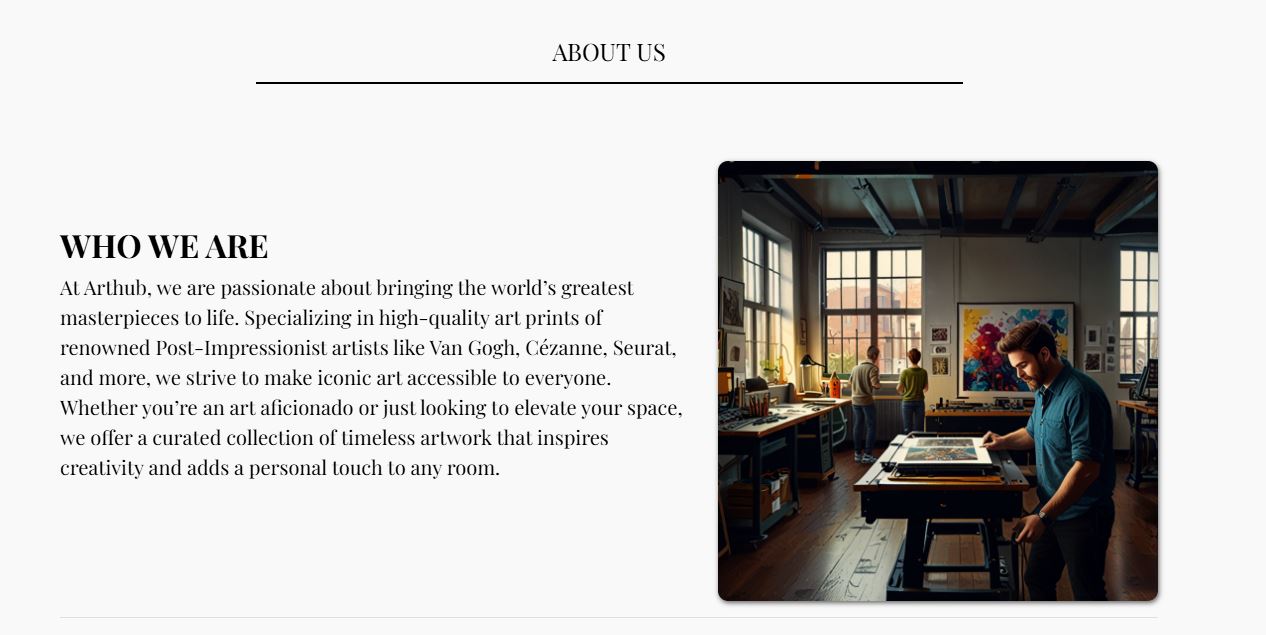 ABOUT US
WHO WE ARE
At Arthub, we are passionate about bringing the world’s greatest
masterpieces to life. Specializing in high-quality art prints of
renowned Post-Impressionist artists like Van Gogh, Cézanne, Seurat,
and more, we strive to make iconic art accessible to everyone.
Whether you’re an art aficionado or just looking to elevate your space,
we offer a curated collection of timeless artwork that inspires
creativity and adds a personal touch to any room.